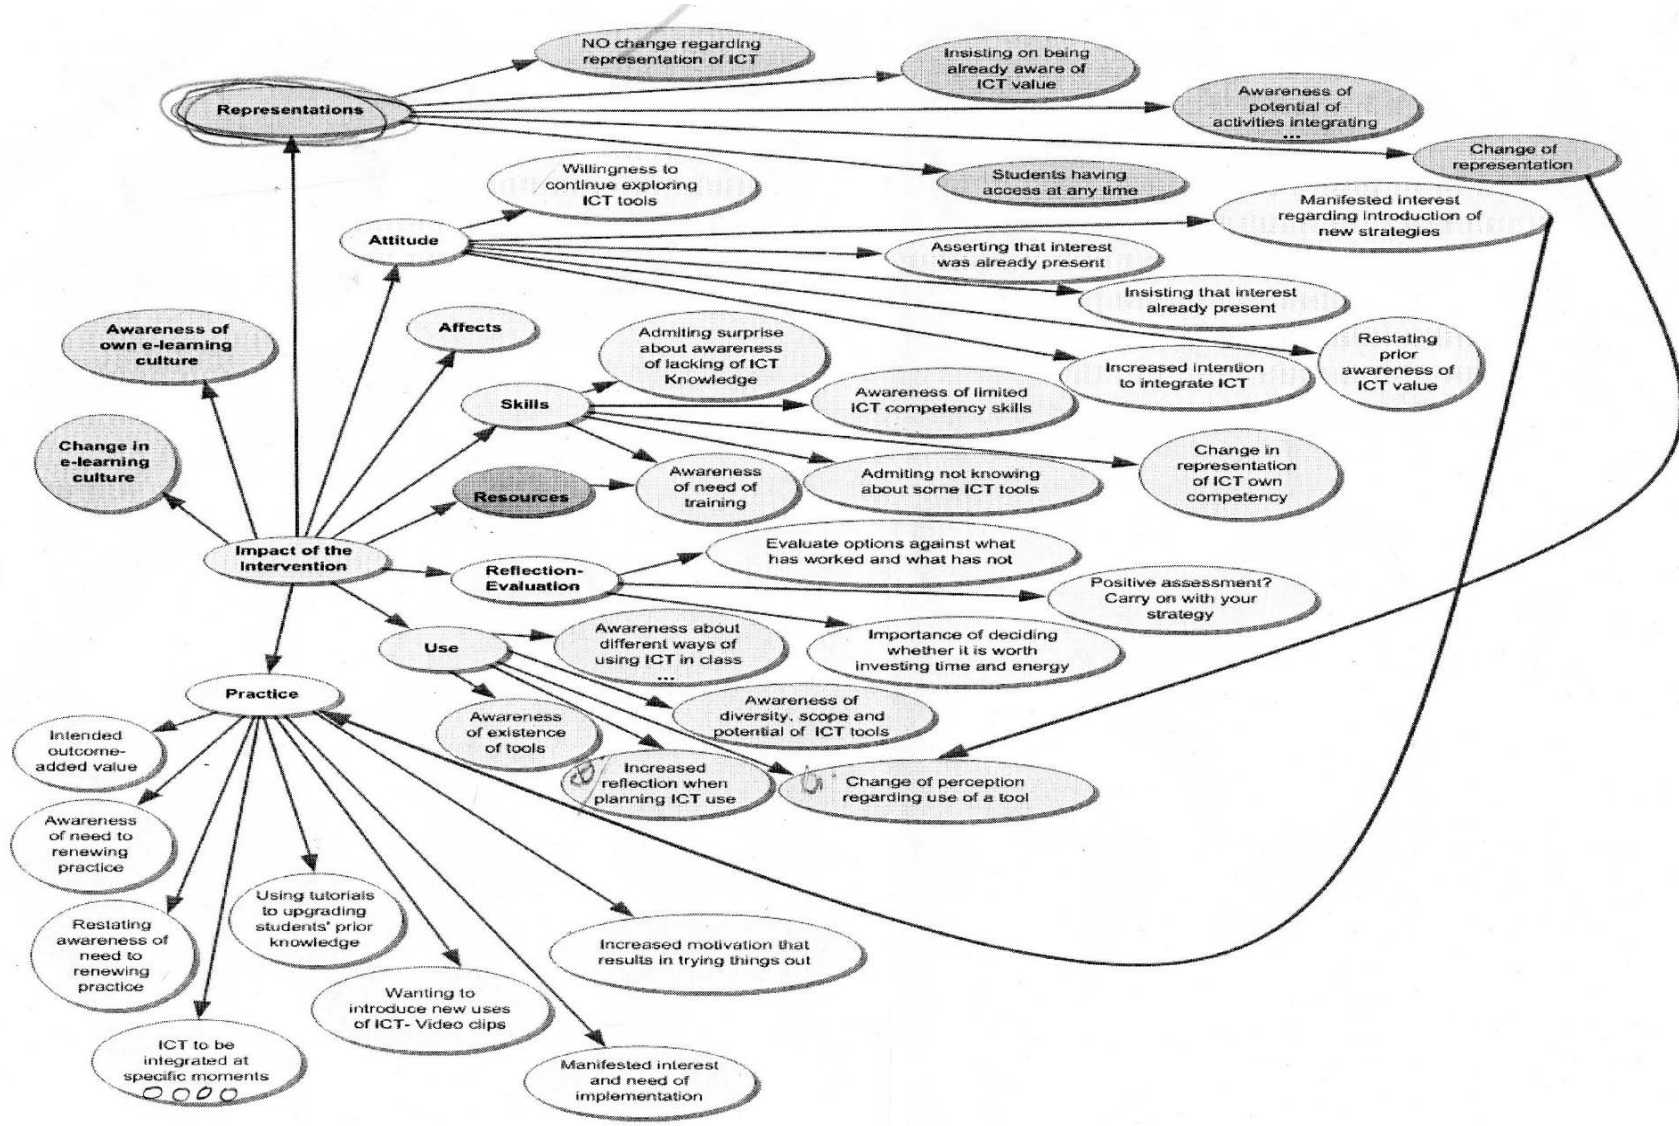 NO change regarding
representation of ICT
Insisting on being
already aware of
ICT value
Representations
Awareness of
potential of
activities integrating
...
Change of
representation
Students having
access at any time
Willingness to
continue exploring
ICT tools
Manifested interest
regarding introduction of
new strategies
Attitude
Asserting that interest
was already present
Insisting that interest
already present
Awareness of
own e-learning
culture
Affects
Admiting surprise
about awareness
of lacking of ICT
Knowledge
Restating
prior
awareness of
ICT value
Increased intention
to integrate ICT
Skills
Awareness of limited
ICT competency skills
Change in
e-learning
culture
Resources
Awareness
of need of
training
Admiting not knowing
about some ICT tools
Change in
representation
of ICT own
competency
Impact of the
Intervention
Reflection-
Evaluation
Evaluate options against what
has worked and what has not
Positive assessment?
Carry on with your
strategy
Use
Awareness about
different ways of
using ICT in class
...
Importance of deciding
whether it is worth
investing time and energy
Practice
Awareness
of existence
of tools
Awareness of
diversity, scope and
potential of ICT tools
Intended
outcome-
added value
Increased
reflection when
planning ICT use
Change of perception
regarding use of a tool
Awareness
of need to
renewing
practice
Using tutorials
to upgrading
students' prior
knowledge
Restating
awareness of
need to
renewing
practice
Increased motivation that
results in trying things out
Wanting to
introduce new uses
of ICT- Video clips
ICT to be
integrated at
specific moments
Manifested interest
and need of
implementation